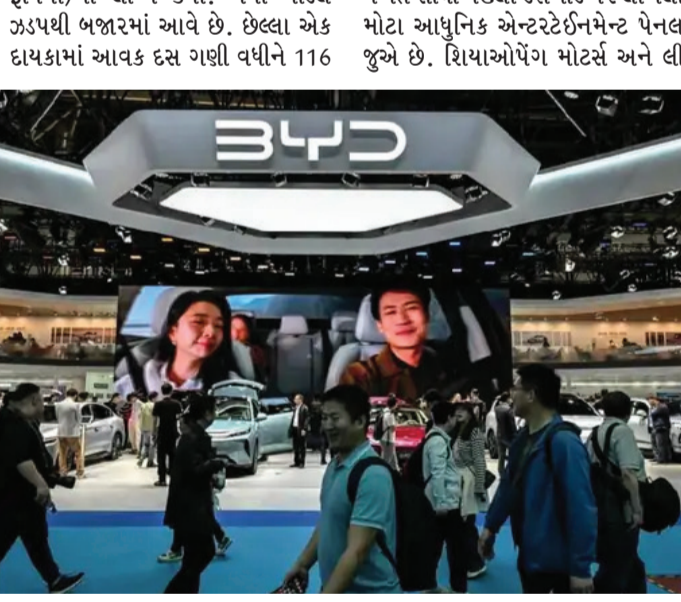 ઝડપથી બજારમાં આવે છે. છેલ્લા એક
દાયકામાં આવક દસ ગણી વધીને 116
મોટા આધુનિક એન્ટરટેઈનમેન્ટ પેનલ
જુએ છે. શિયાઓપેંગ મોટર્સ અને લી
BYD